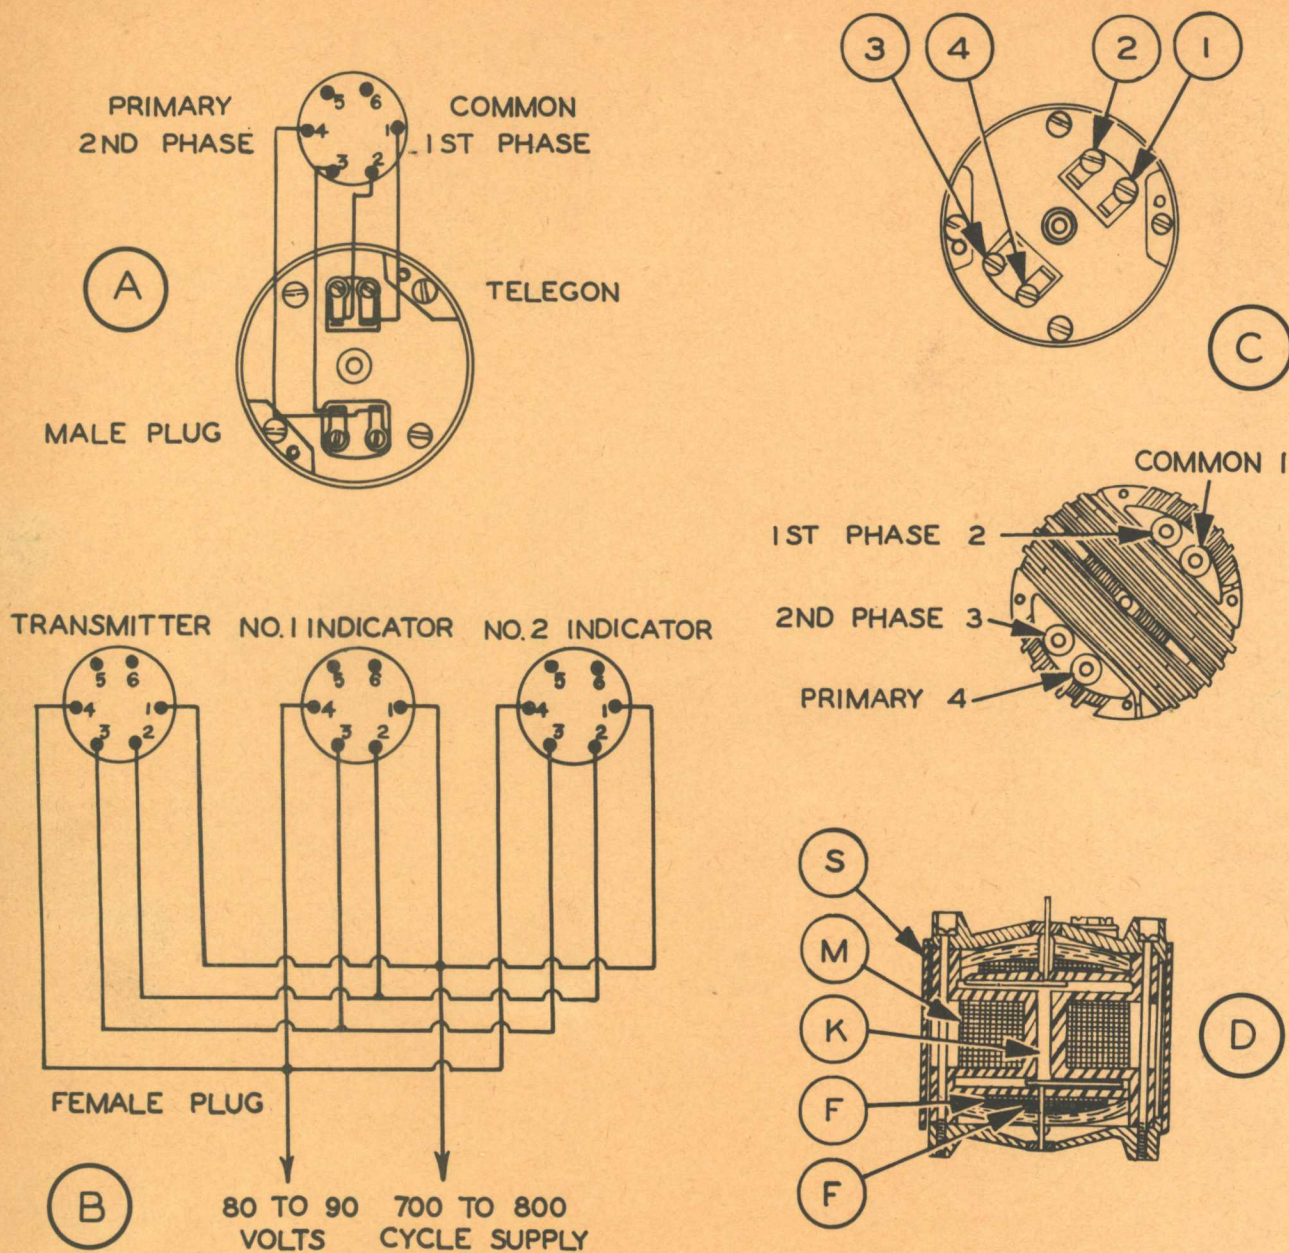 PRIMARY
2ND PHASE
5 6
4 1
3 2
COMMON
1ST PHASE
A
TELEGON
MALE PLUG
3 4 2 1
C
COMMON 1
1ST PHASE 2
2ND PHASE 3
PRIMARY 4
TRANSMITTER NO. 1 INDICATOR NO. 2 INDICATOR
5 6 5 6 5 6
4 1 4 1 4 1
3 2 3 2 3 2
FEMALE PLUG
B
80 TO 90
VOLTS
700 TO 800
CYCLE SUPPLY
S
M
K
F
F
D